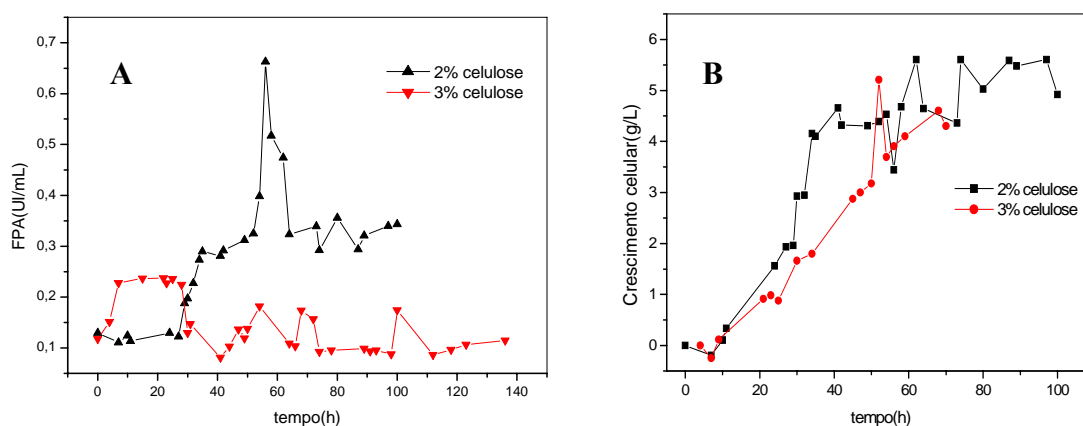 A
2% celulose
3% celulose
FPA(UI/mL)
0,7
0,6
0,5
0,4
0,3
0,2
0,1
0 20 40 60 80 100 120 140
tempo(h)
B
2% celulose
3% celulose
Crescimento celular(g/L)
6
5
4
3
2
1
0
0 20 40 60 80 100
tempo(h)